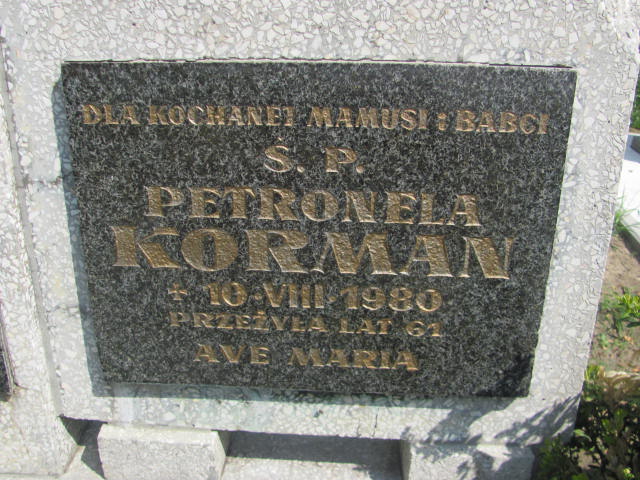 DLA KOCHANEJ MAMUSI i BABCI
Ś. P.
PETRONELA
KORMAN
+ 10-VIII-1980
PRZEŻYŁA LAT 61
AVE MARIA